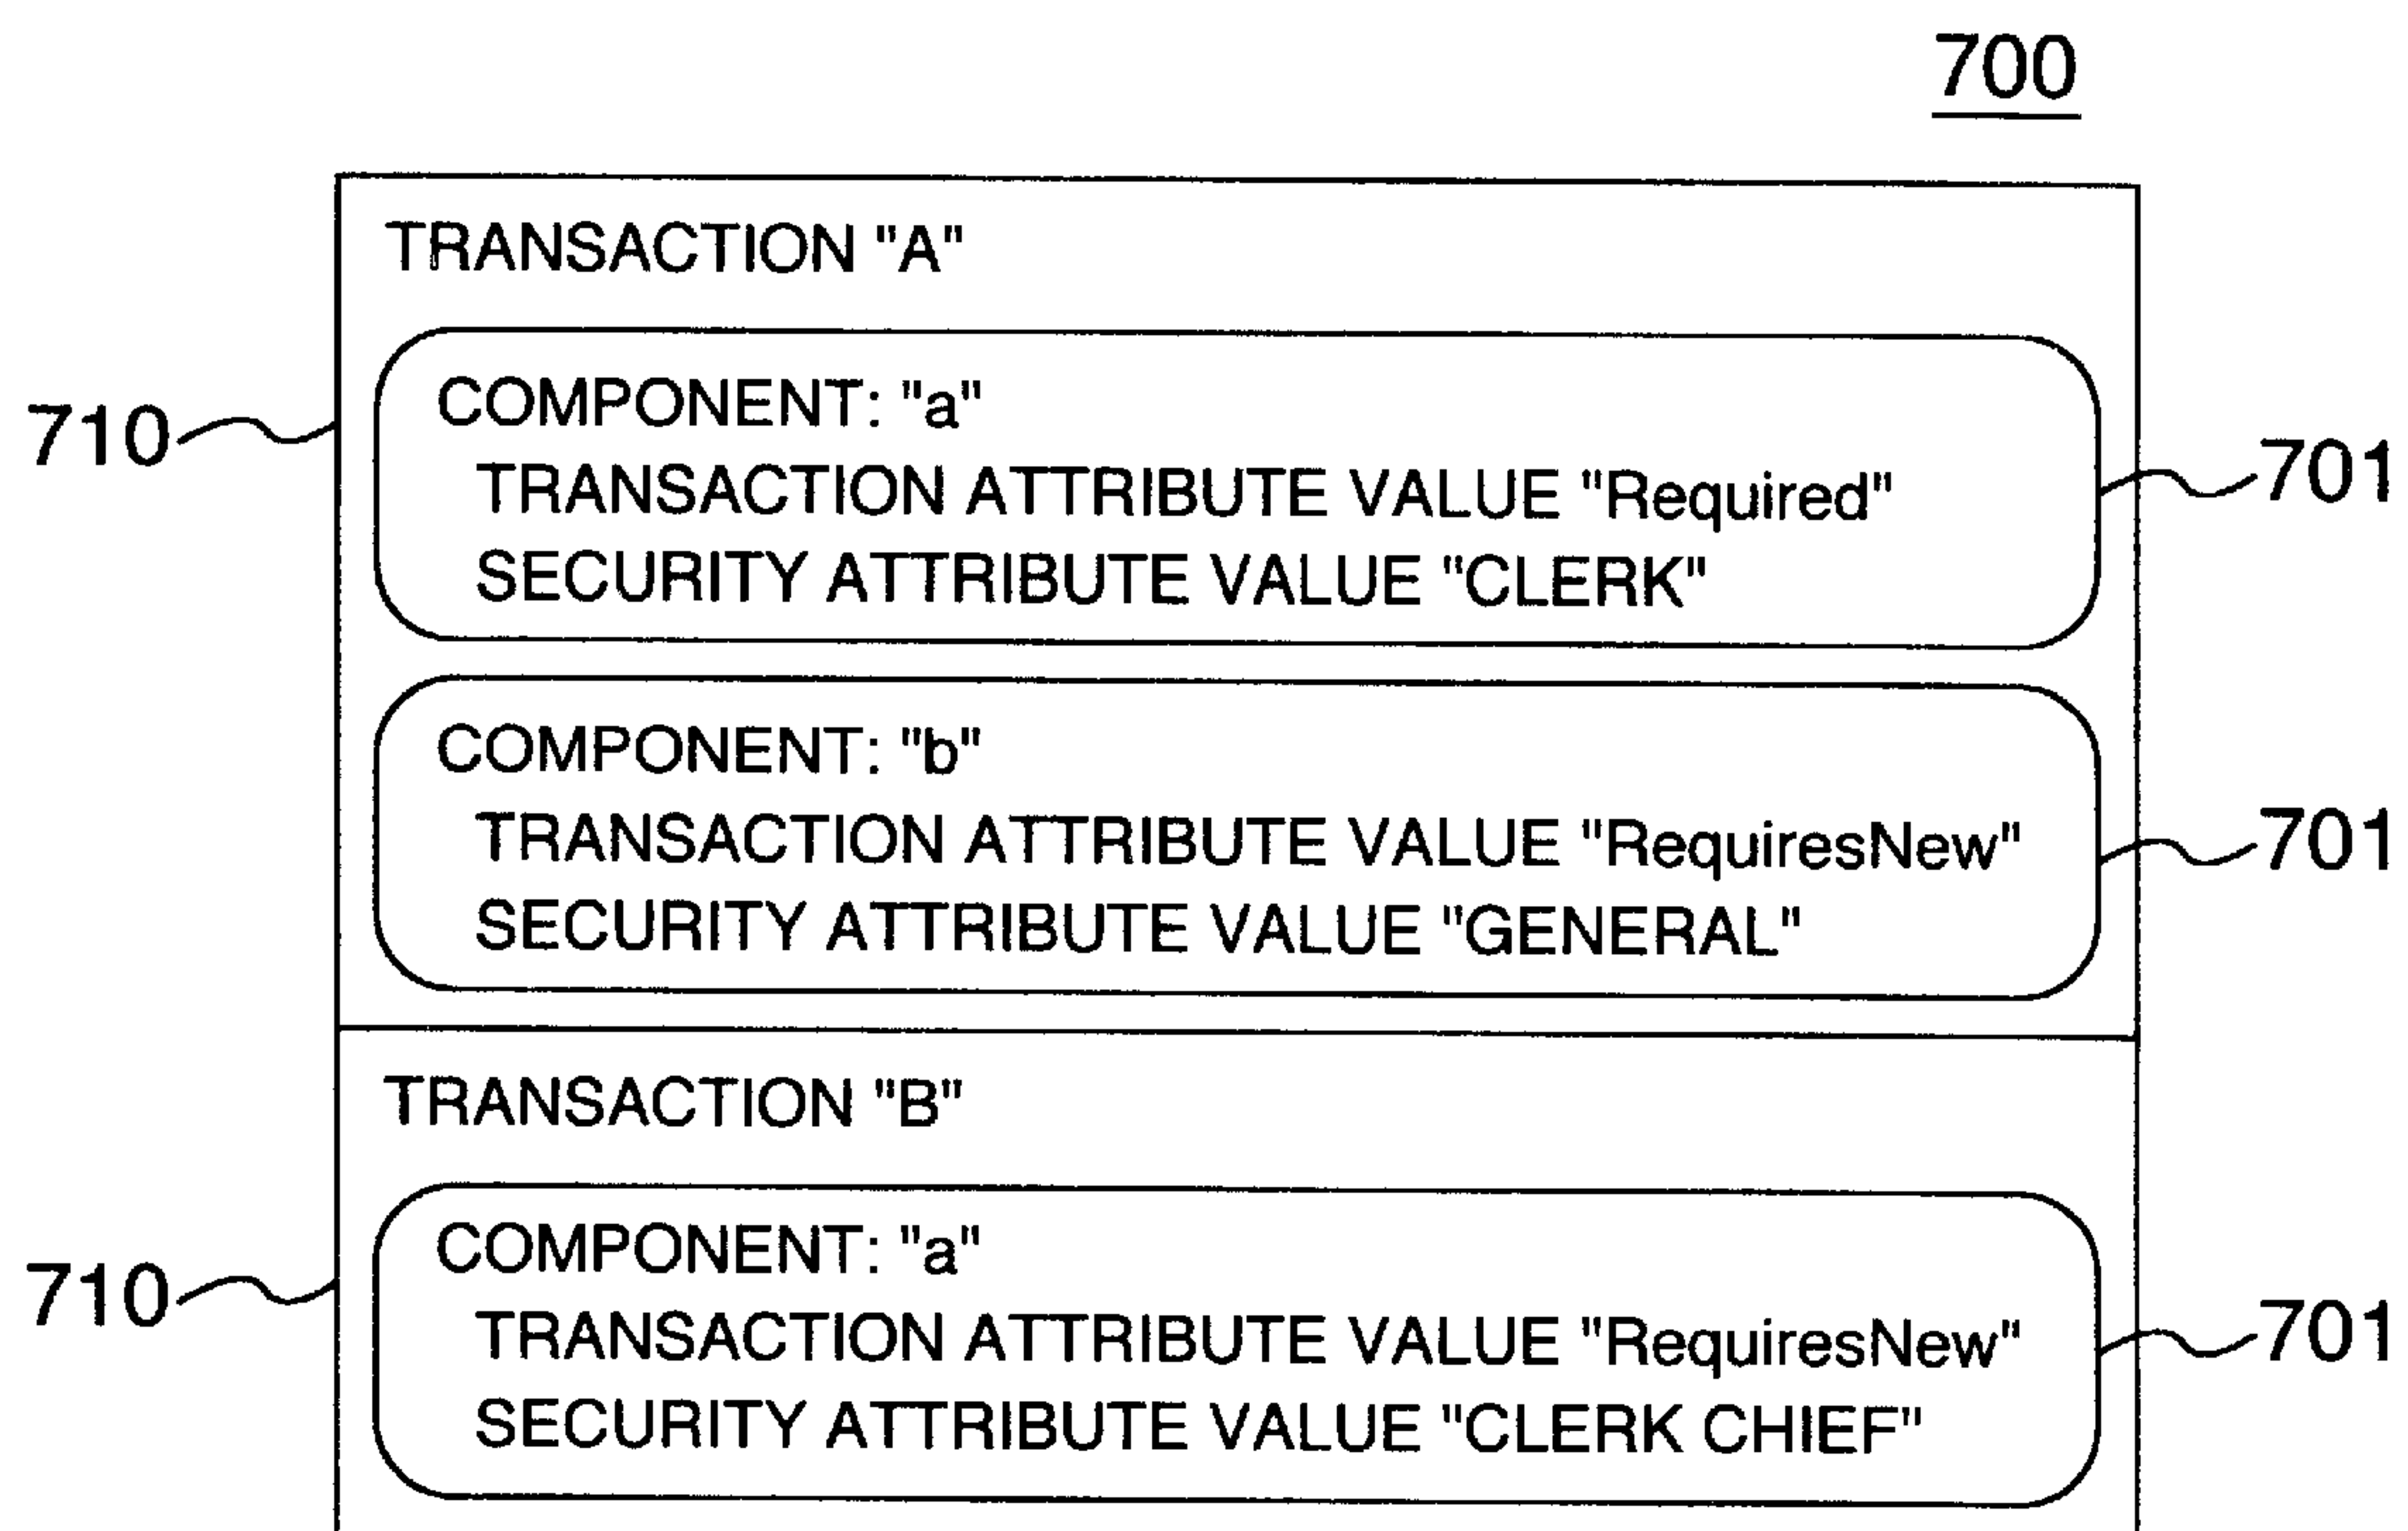 700
TRANSACTION "A"
710
COMPONENT: "a"
TRANSACTION ATTRIBUTE VALUE "Required"
701
SECURITY ATTRIBUTE VALUE "CLERK"
COMPONENT: "b"
TRANSACTION ATTRIBUTE VALUE "RequiresNew"
701
SECURITY ATTRIBUTE VALUE "GENERAL"
TRANSACTION "B"
710
COMPONENT: "a"
TRANSACTION ATTRIBUTE VALUE "RequiresNew"
701
SECURITY ATTRIBUTE VALUE "CLERK CHIEF"